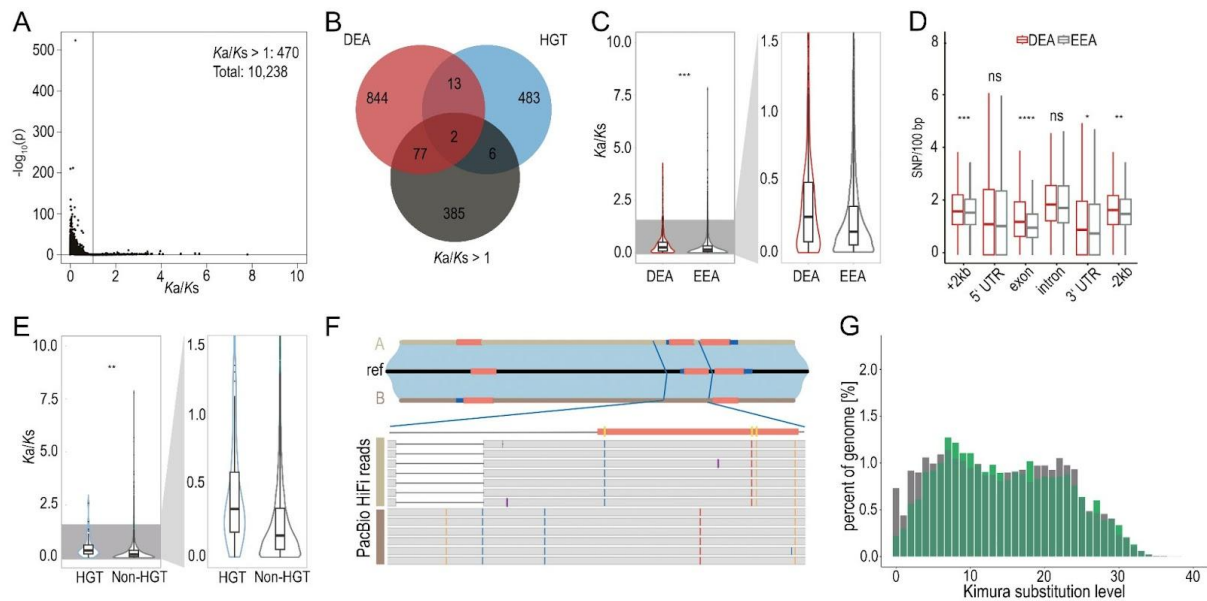 A
500
400
300
200
100
0
-log10(p)
Ka/Ks > 1: 470
Total: 10,238
0
2
4
6
8
10
Ka/Ks
B
DEA
HGT
844
13
483
2
77
6
385
Ka/Ks > 1
C
10.0
7.5
5.0
2.5
0.0
Ka/Ks
***
DEA
EEA
1.5
1.0
0.5
0.0
DEA
EEA
D
DEA
EEA
8
6
4
2
0
SNP/100 bp
***
ns
****
ns
*
**
+2kb
5' UTR
exon
intron
3' UTR
-2kb
E
10.0
7.5
5.0
2.5
0.0
Ka/Ks
**
HGT
Non-HGT
1.5
1.0
0.5
0.0
HGT
Non-HGT
F
A
ref
B
PacBio HiFi reads
G
2.0
1.5
1.0
0.5
0.0
percent of genome [%]
0
10
20
30
40
Kimura substitution level